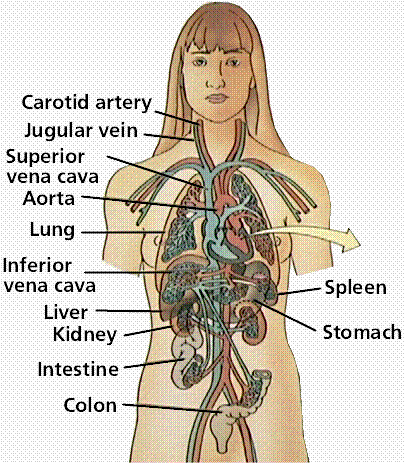 Carotid artery
Jugular vein
Superior
vena cava
Aorta
Lung
Inferior
vena cava
Liver
Kidney
Intestine
Colon
Spleen
Stomach